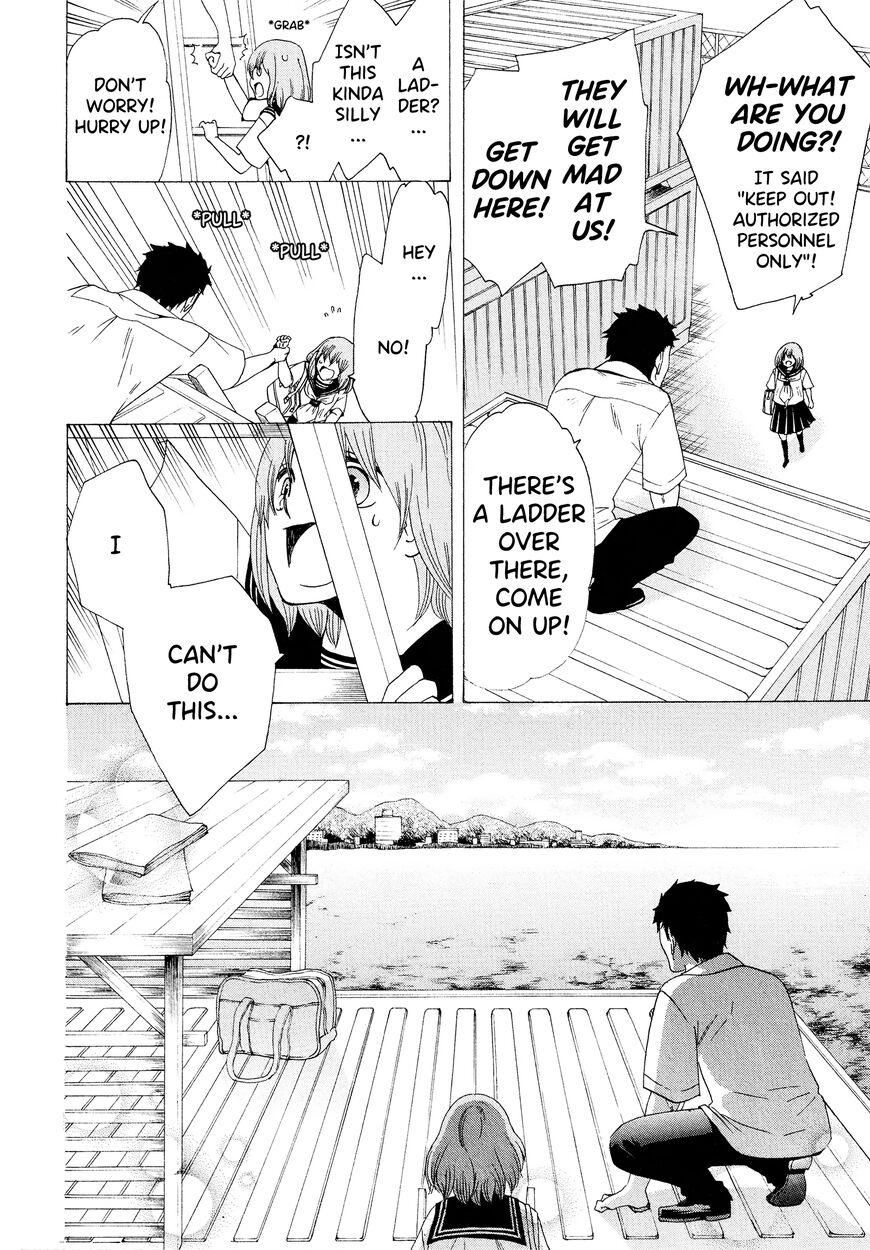 WH-WHAT
ARE YOU
DOING?!
IT SAID
"KEEP OUT!
AUTHORIZED
PERSONNEL
ONLY"!
THEY
WILL
GET
MAD
AT
US!
GET
DOWN
HERE!
THERE'S
A LADDER
OVER
THERE,
COME
ON UP!
A
LAD-
DER?
...
ISN'T
THIS
KINDA
SILLY
...
*GRAB*
?!
DON'T
WORRY!
HURRY UP!
HEY
...
NO!
*PULL*
*PULL*
I
CAN'T
DO
THIS...